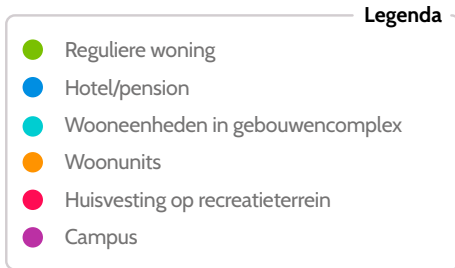 Legenda
Reguliere woning
Hotel/pension
Wooneenheden in gebouwencomplex
Woonunits
Huisvesting op recreatieterrein
Campus